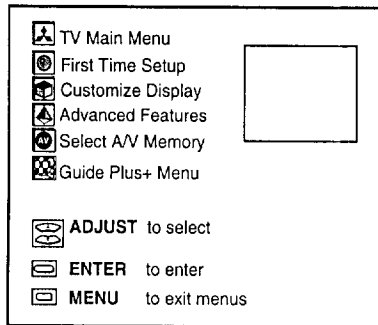 TV Main Menu
First Time Setup
Customize Display
Advanced Features
AV Select A/V Memory
Guide Plus+ Menu
ADJUST to select
ENTER to enter
MENU to exit menus